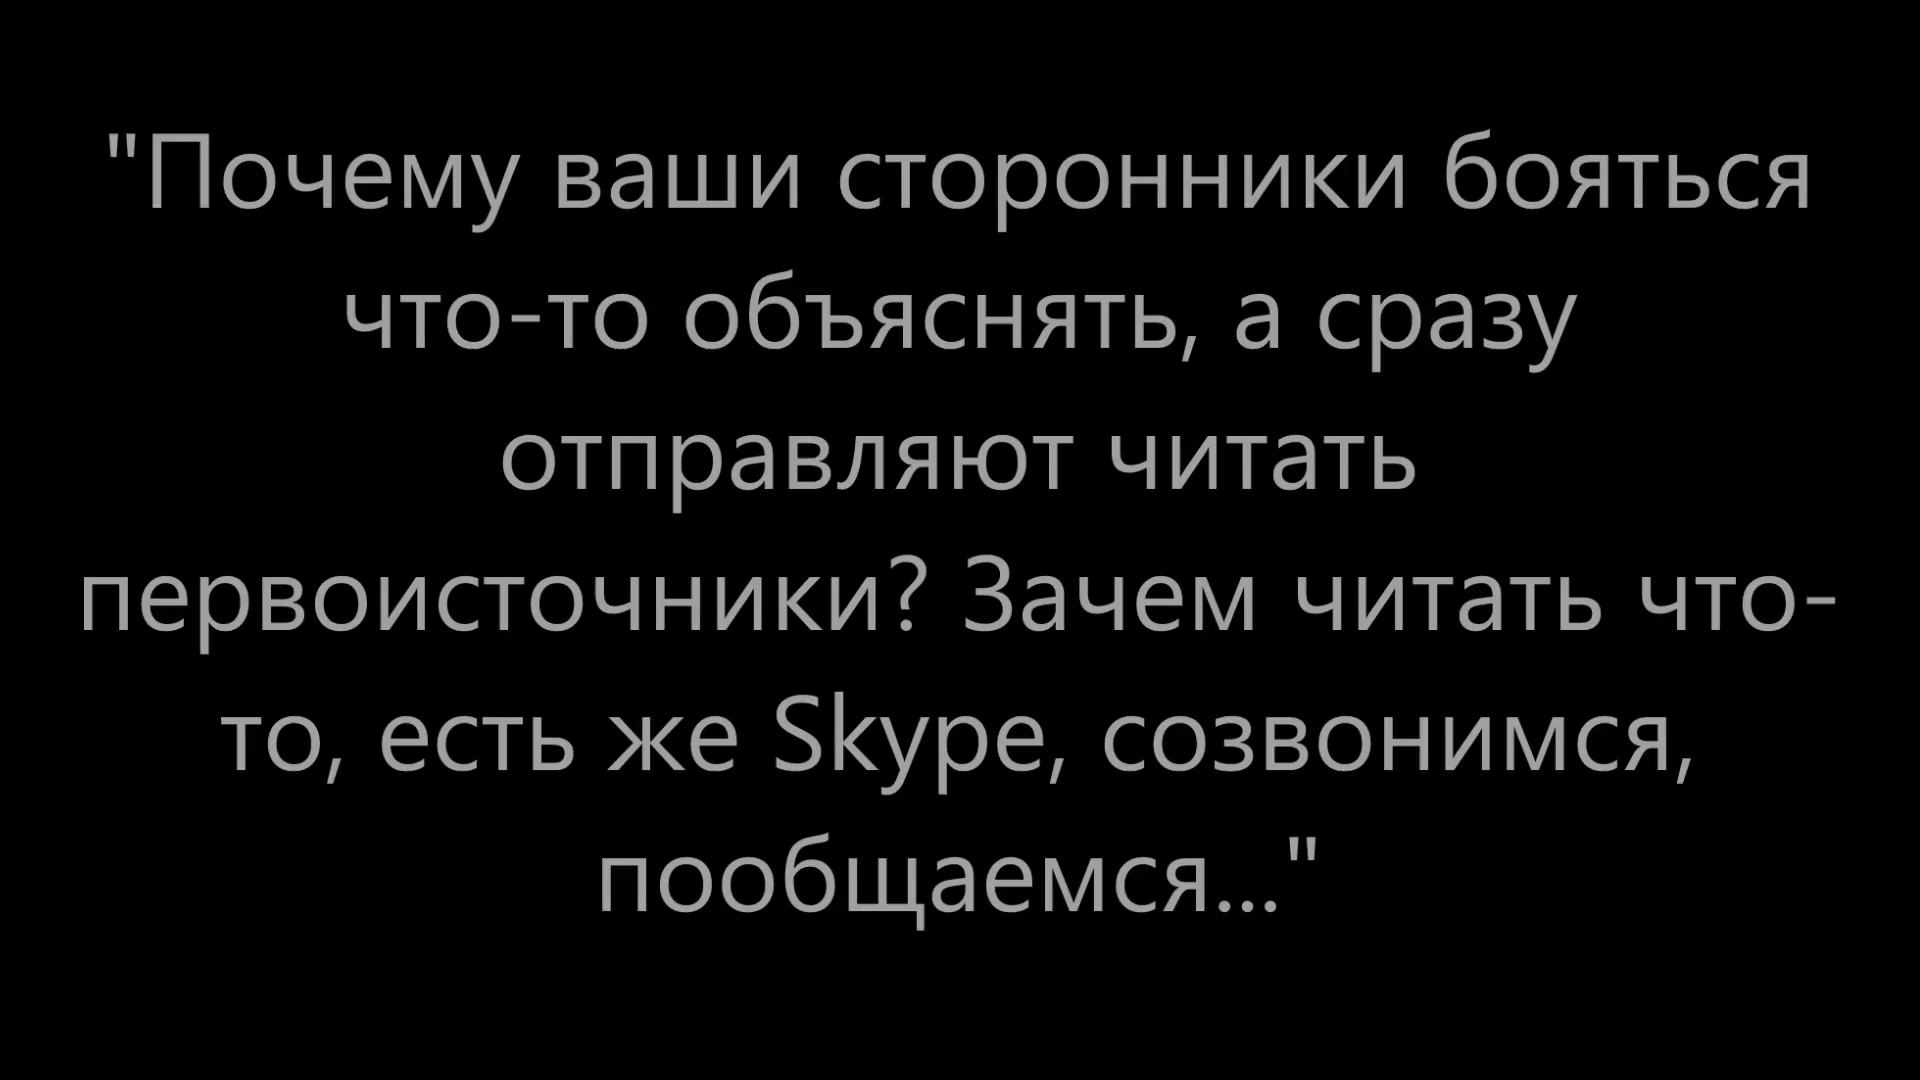 "Почему ваши сторонники бояться
что-то объяснять, а сразу
отправляют читать
первоисточники? Зачем читать что-
то, есть же Skype, созвонимся,
пообщаемся..."